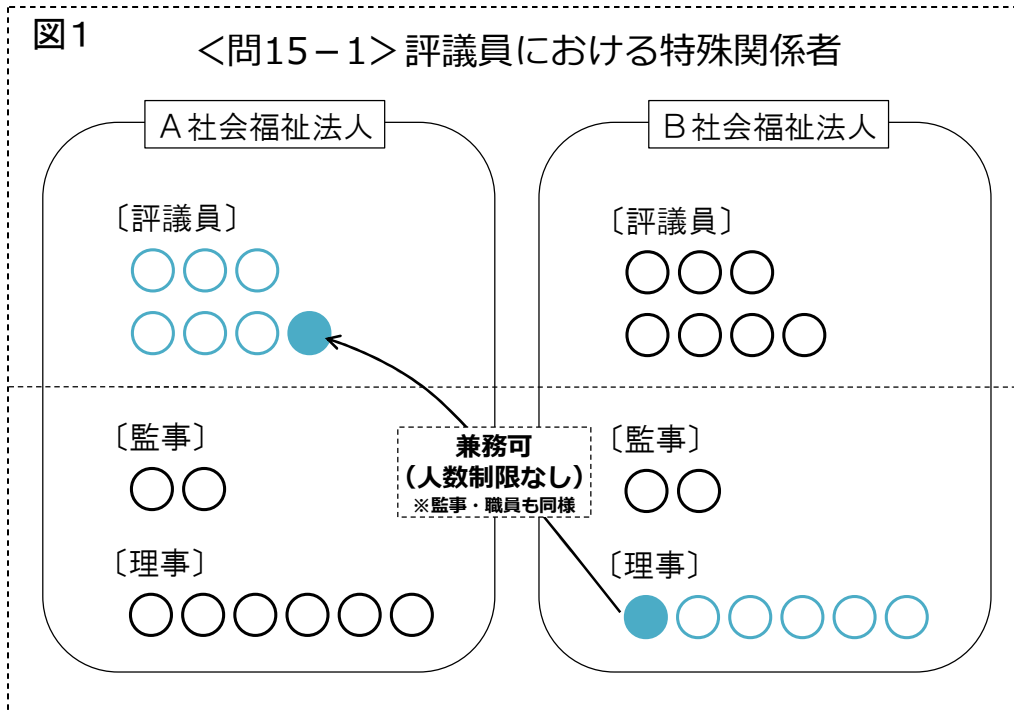 図1
<問15-1>評議員における特殊関係者
A社会福祉法人
B社会福祉法人
〔評議員〕
〔評議員〕
〔監事〕
兼務可
(人数制限なし)
※監事・職員も同様
〔監事〕
〔理事〕
〔理事〕